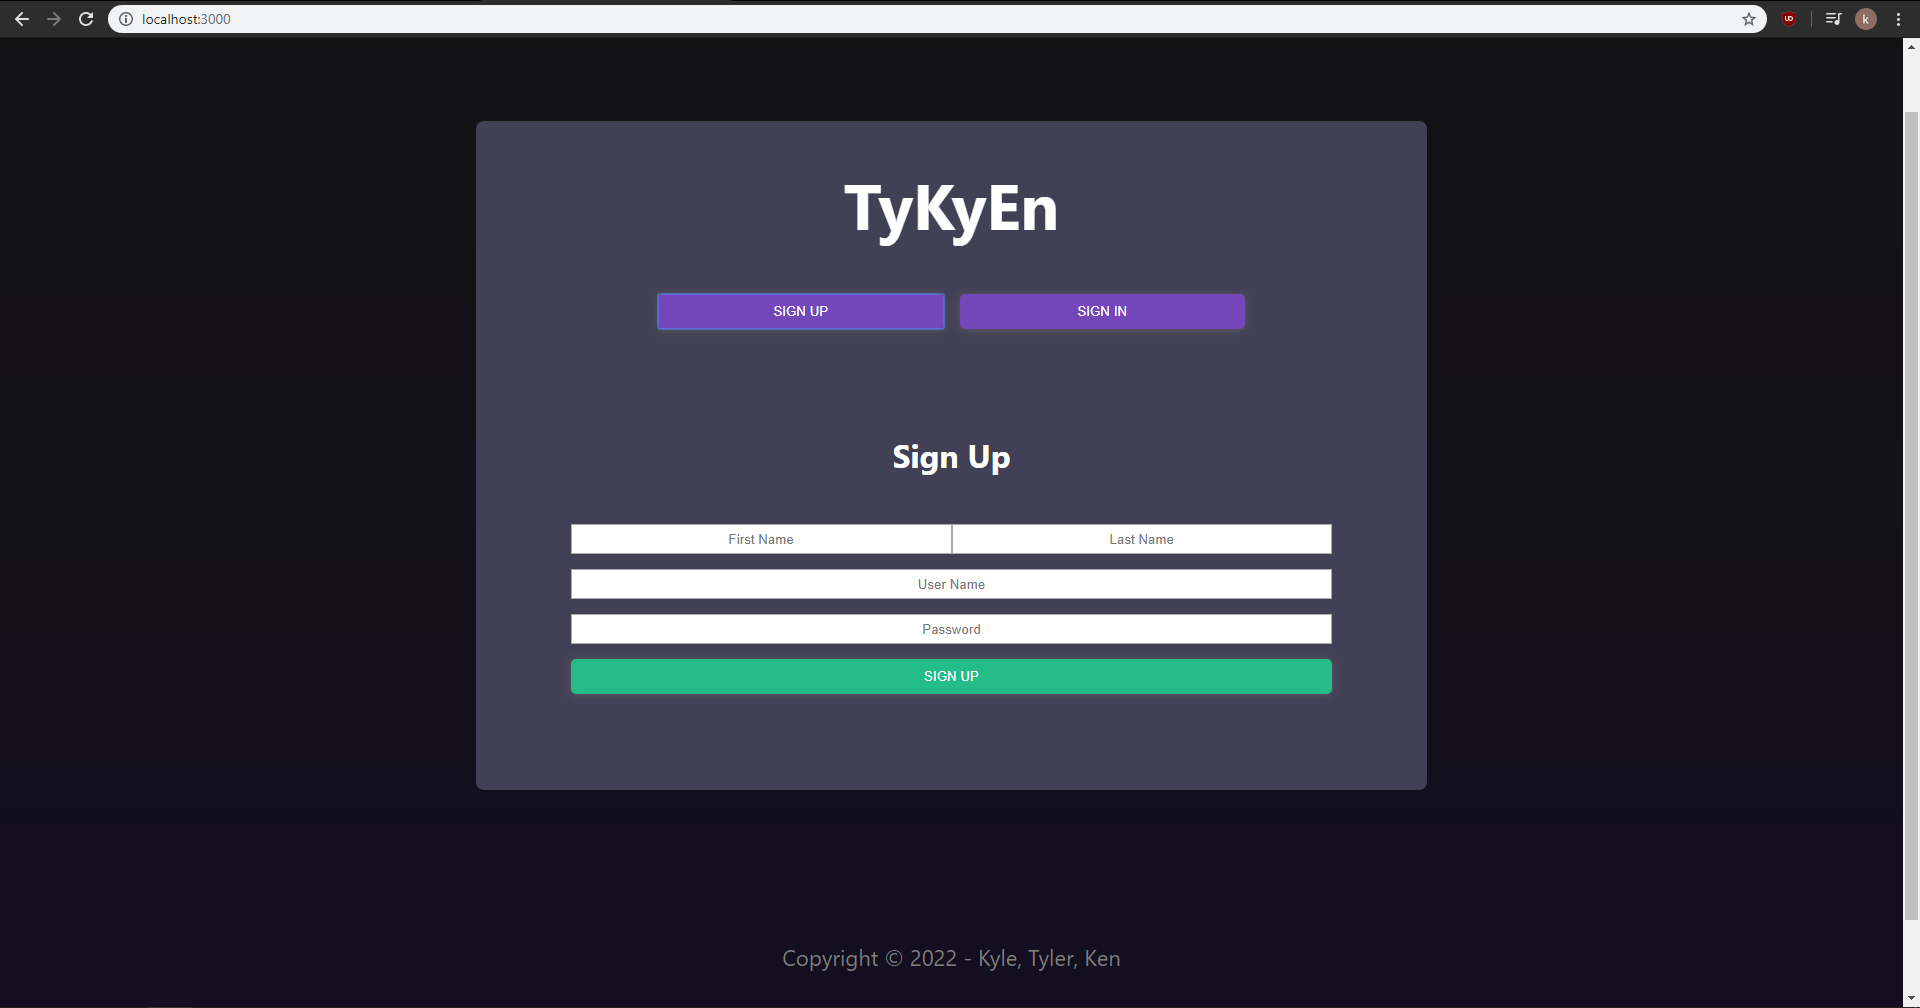 localhost:3000
k
TyKyEn
SIGN UP SIGN IN
Sign Up
First Name Last Name
User Name
Password
SIGN UP
Copyright © 2022 - Kyle, Tyler, Ken